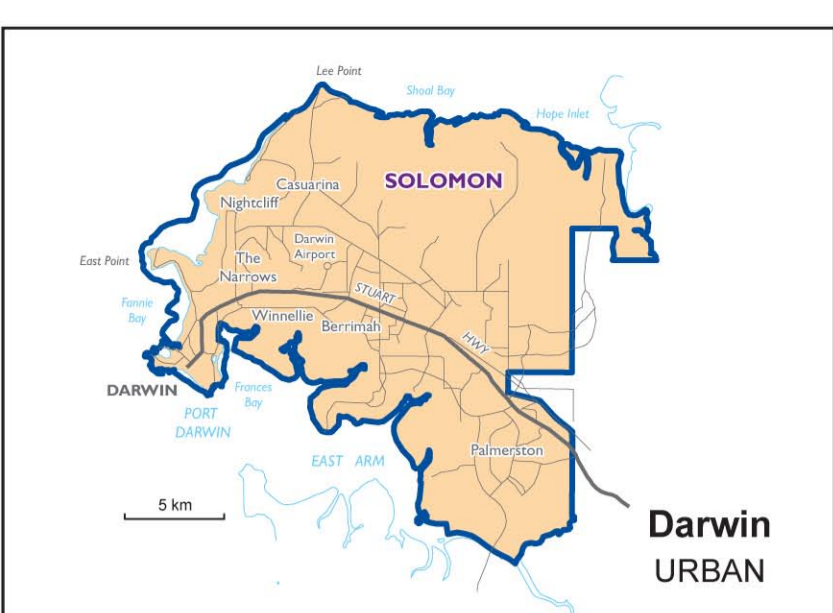 Lee Point
Shoal Bay
Hope Inlet
Casuarina
SOLOMON
Nightcliff
Darwin
Airport
East Point
The
Narrows
STUART
Fannie
Bay
Winnellie
Berrimah
HWY
DARWIN
Frances
Bay
PORT
DARWIN
Palmerston
EAST ARM
5 km
Darwin
URBAN